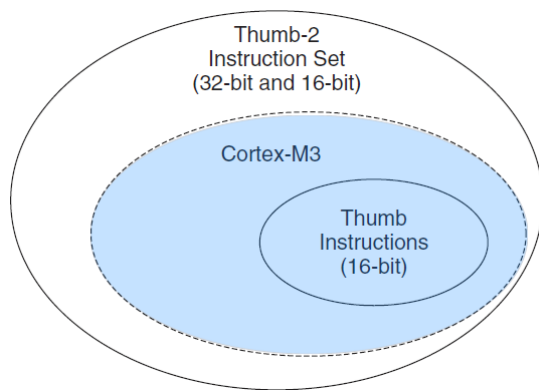 Thumb-2
Instruction Set
(32-bit and 16-bit)
Cortex-M3
Thumb
Instructions
(16-bit)